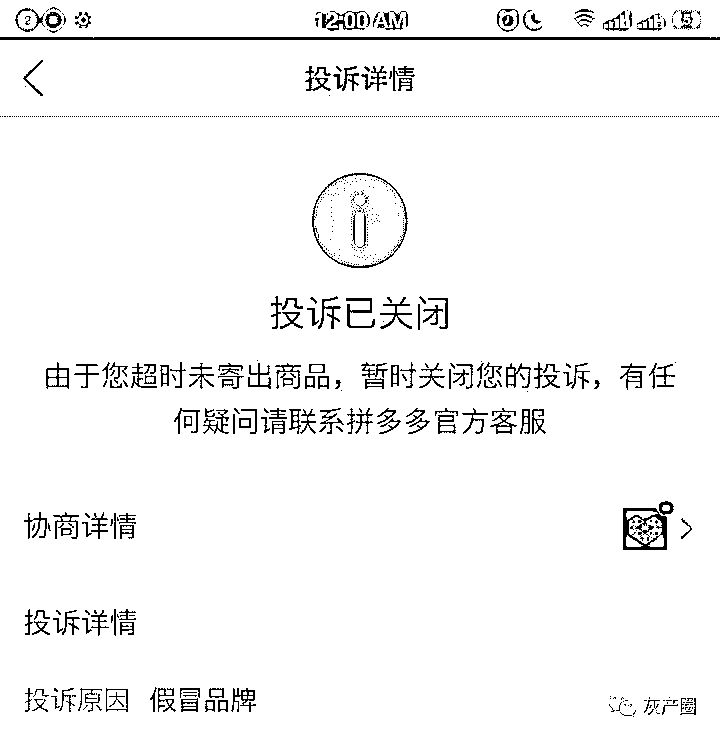 12:00 AM
投诉详情
投诉已关闭
由于您超时未寄出商品，暂时关闭您的投诉，有任
何疑问请联系拼多多官方客服
协商详情
投诉详情
投诉原因 假冒品牌
灰产圈